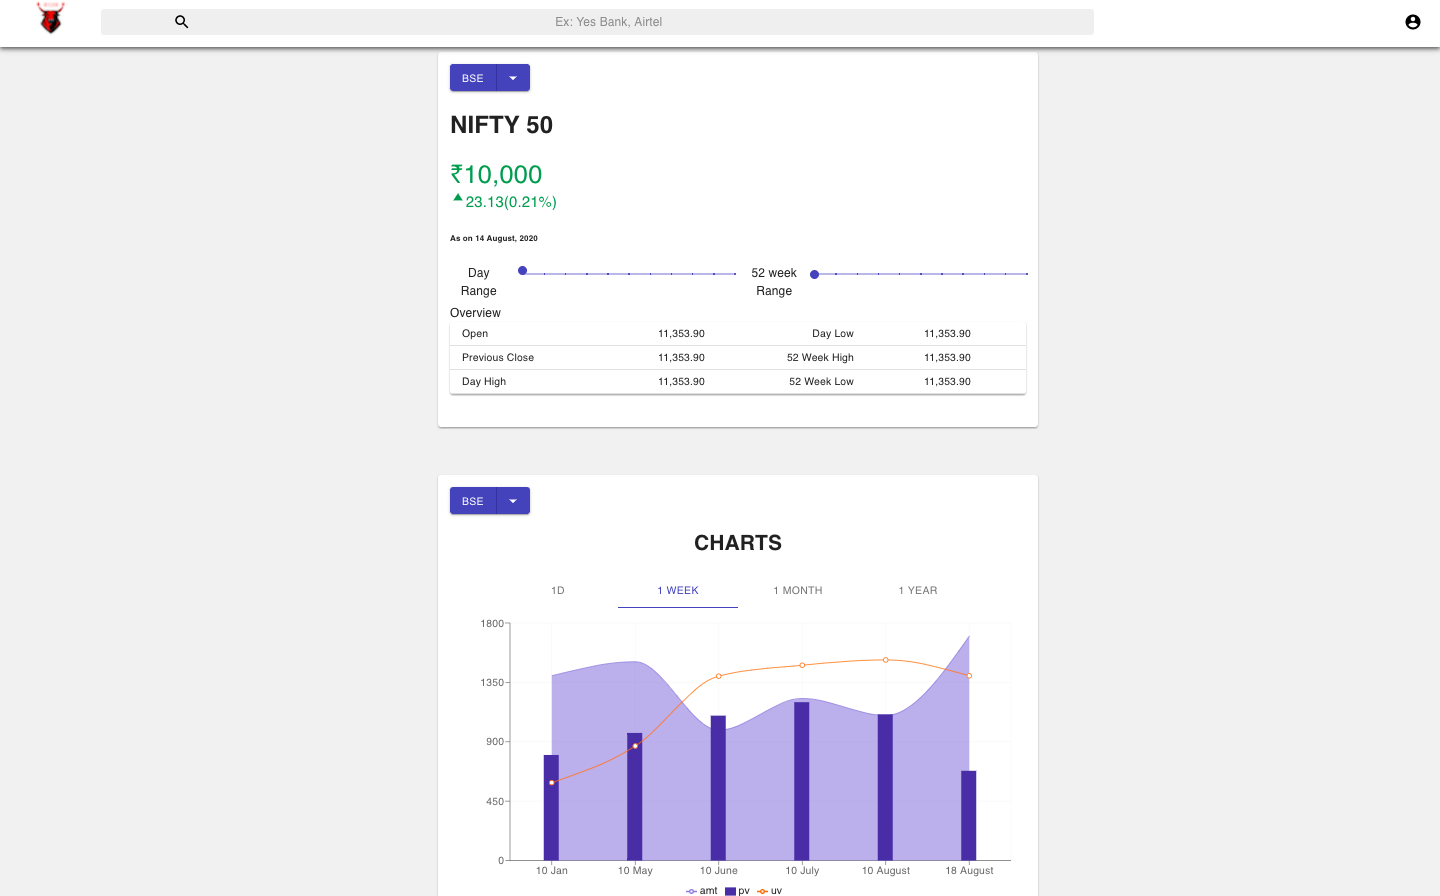 Ex: Yes Bank, Airtel
BSE
NIFTY 50
₹10,000
23.13(0.21%)
As on 14 August, 2020
Day Range
52 week Range
Overview
Open 11,353.90 Day Low 11,353.90
Previous Close 11,353.90 52 Week High 11,353.90
Day High 11,353.90 52 Week Low 11,353.90
BSE
CHARTS
1D 1 WEEK 1 MONTH 1 YEAR
1800
1350
900
450
0
10 Jan 10 May 10 June 10 July 10 August 18 August
amt pv uv